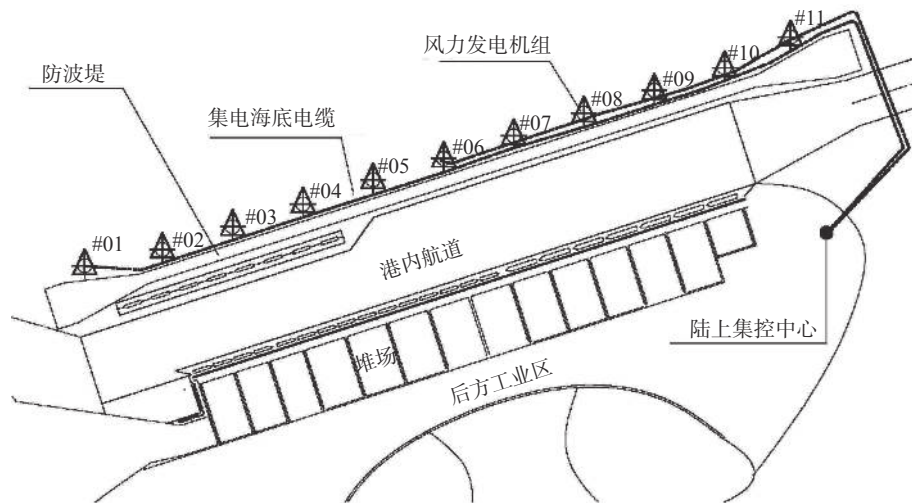 #11
风力发电机组
#10
防波堤
#09
#08
集电海底电缆
#07
#06
#05
#04
#03
#02
#01
港内航道
陆上集控中心
堆场
后方工业区